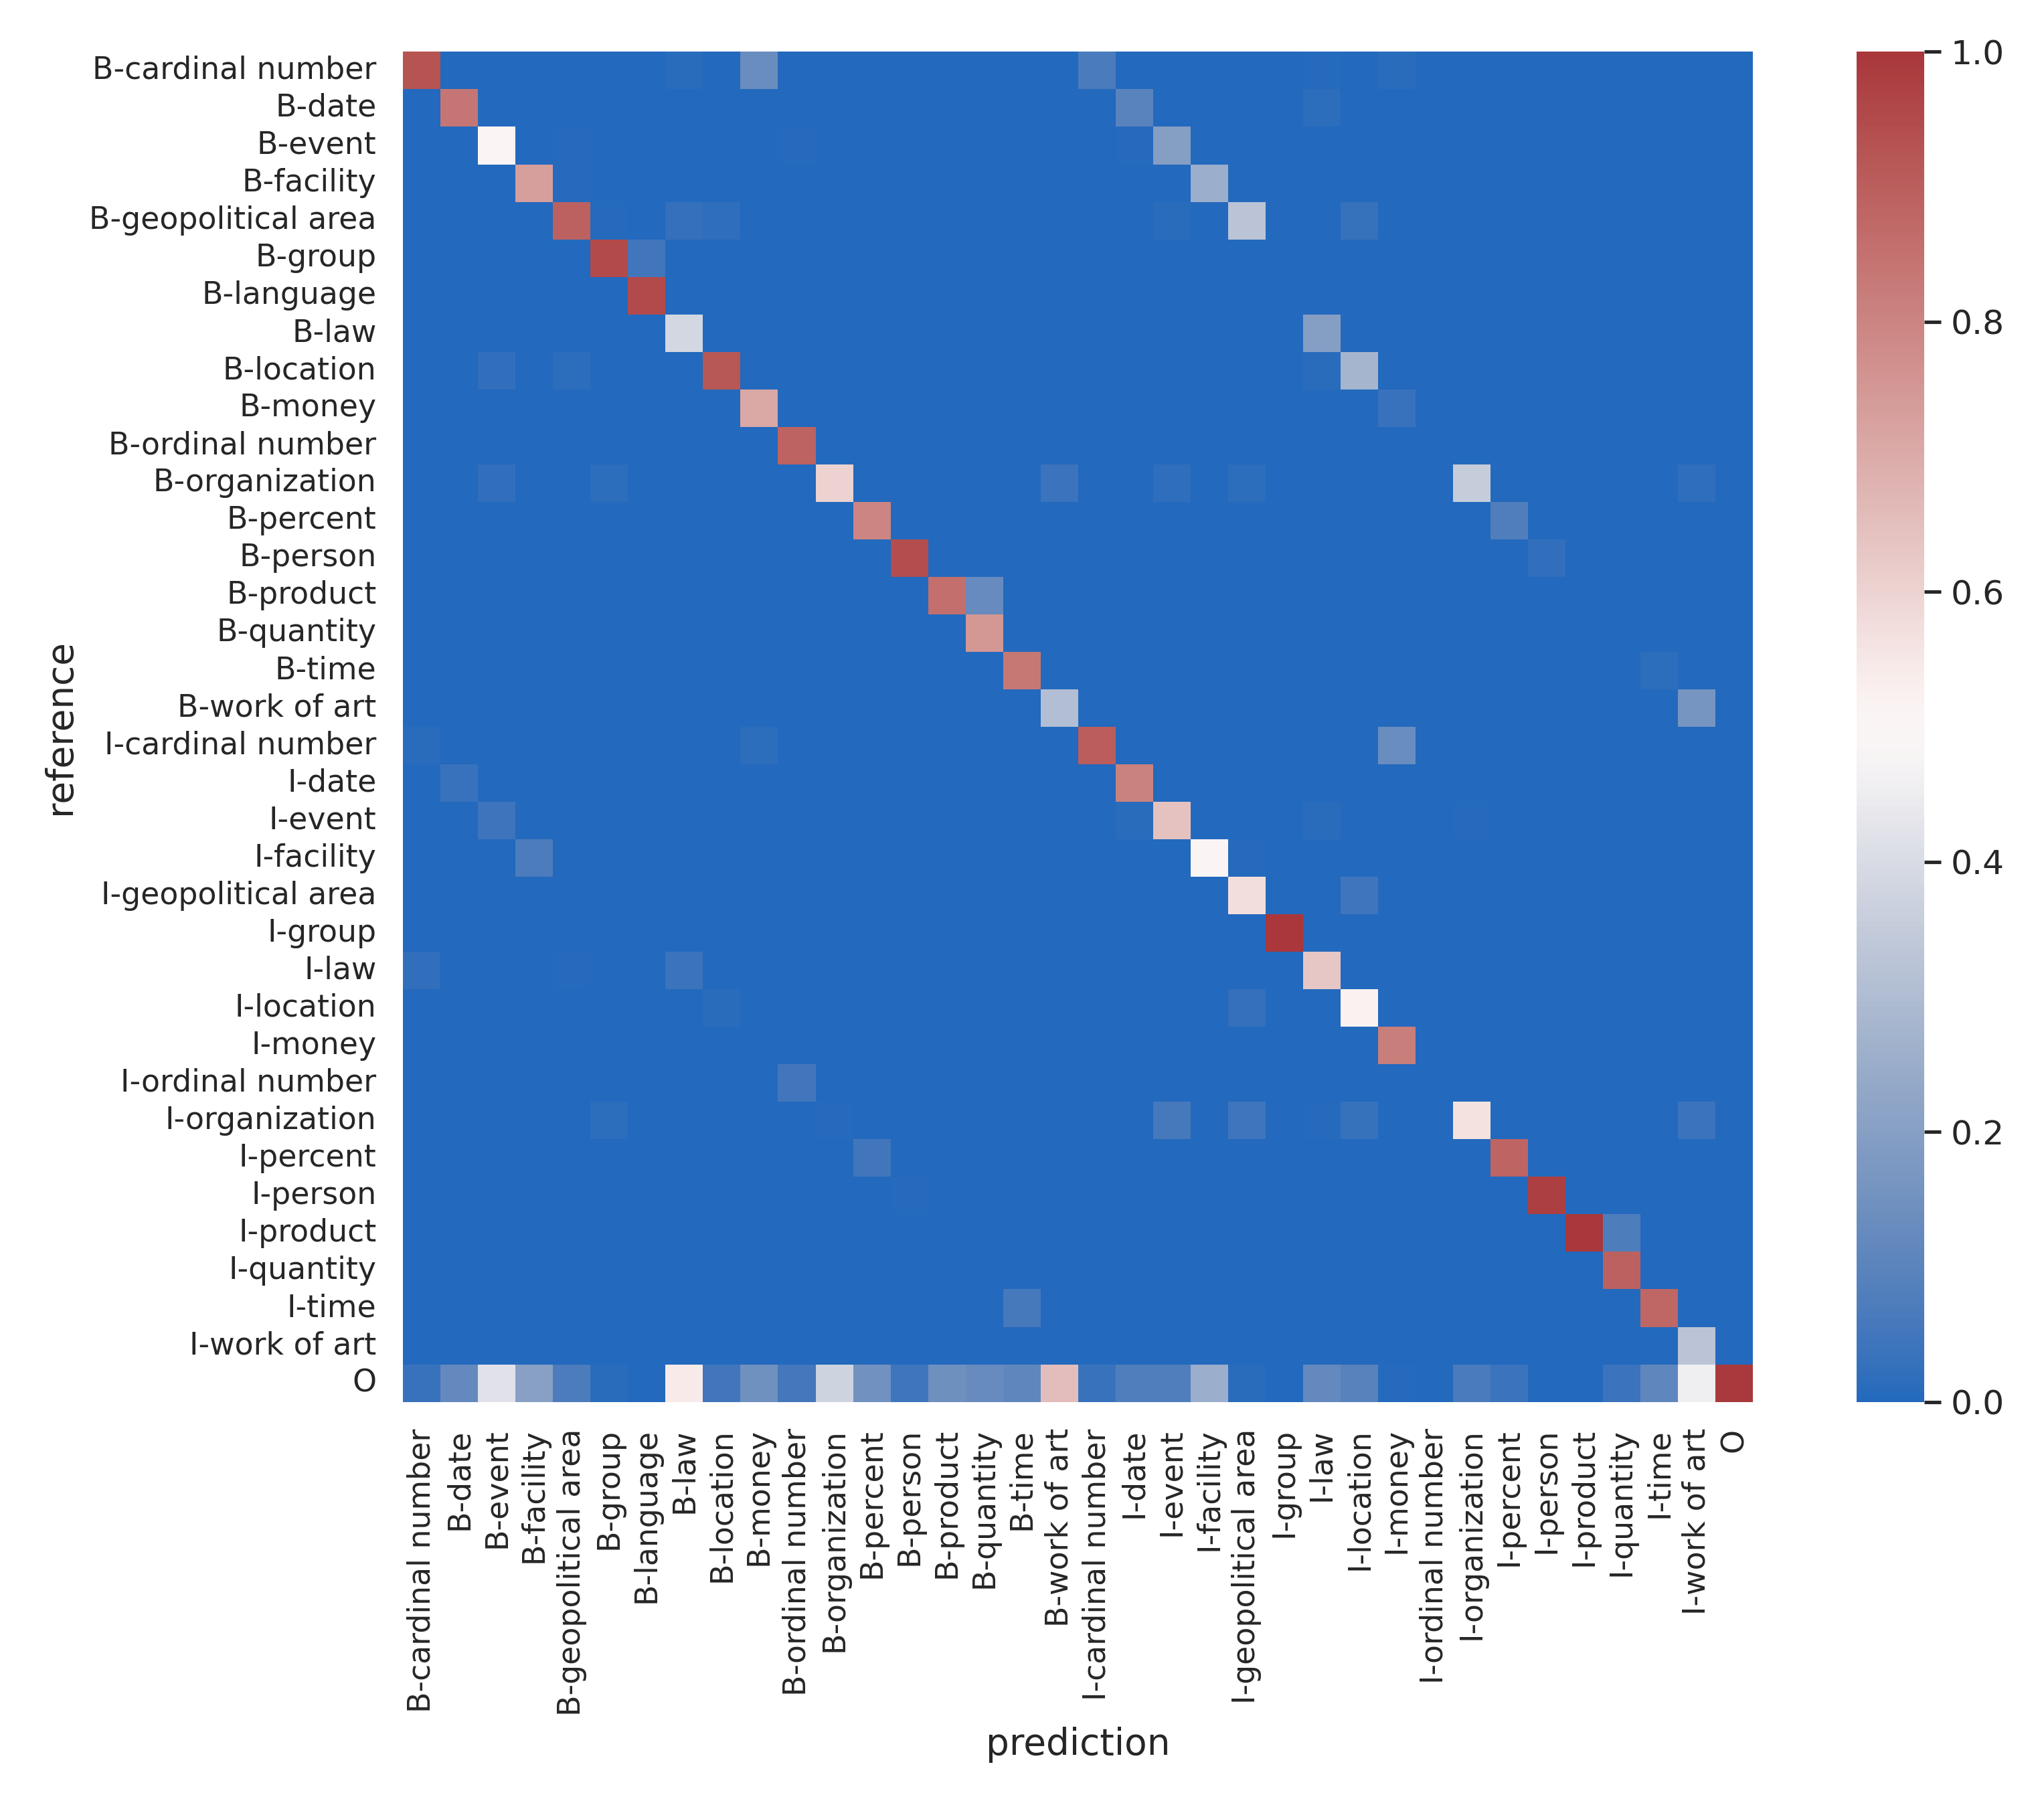 B-cardinal number
B-date
B-event
B-facility
B-geopolitical area
B-group
B-language
B-law
B-location
B-money
B-ordinal number
B-organization
B-percent
B-person
B-product
B-quantity
B-time
B-work of art
I-cardinal number
I-date
I-event
I-facility
I-geopolitical area
I-group
I-law
I-location
I-money
I-ordinal number
I-organization
I-percent
I-person
I-product
I-quantity
I-time
I-work of art
O
reference
B-cardinal number
B-date
B-event
B-facility
B-geopolitical area
B-group
B-language
B-law
B-location
B-money
B-ordinal number
B-organization
B-percent
B-person
B-product
B-quantity
B-time
B-work of art
I-cardinal number
I-date
I-event
I-facility
I-geopolitical area
I-group
I-law
I-location
I-money
I-ordinal number
I-organization
I-percent
I-person
I-product
I-quantity
I-time
I-work of art
O
prediction
1.0
0.8
0.6
0.4
0.2
0.0